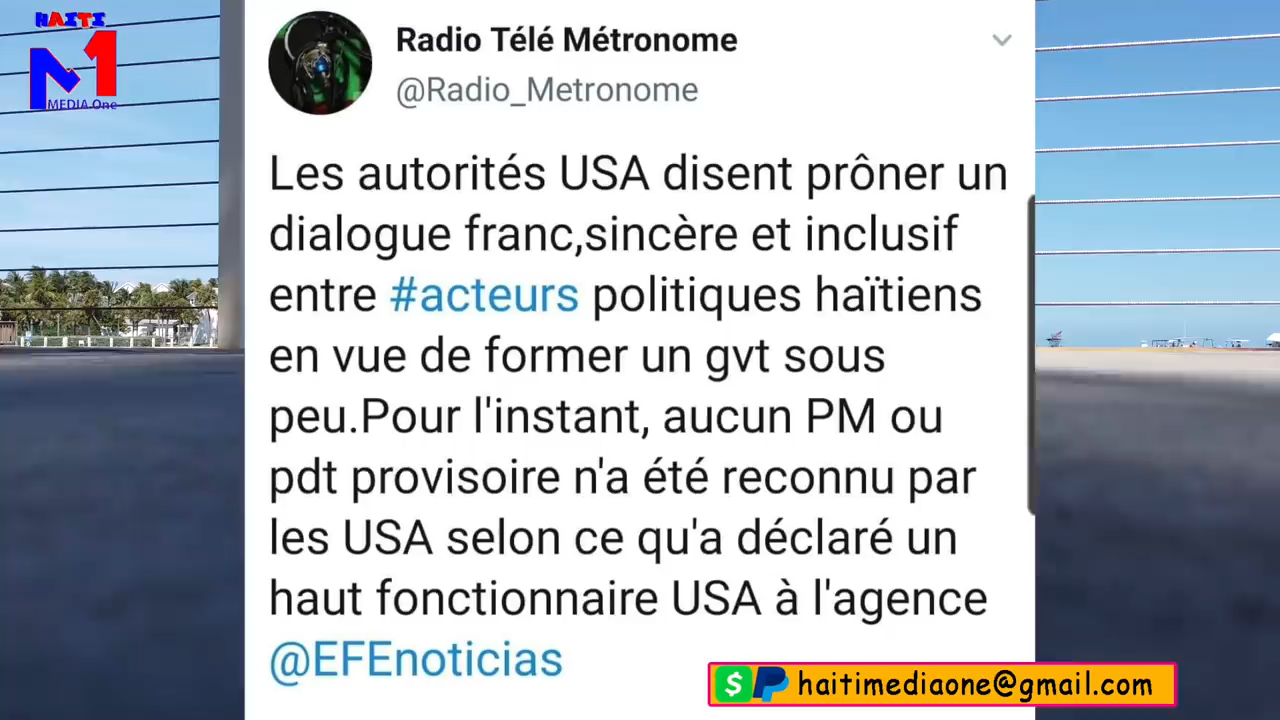 HAITI
M1
MEDIA.One
Radio Télé Métronome
@Radio_Metronome
Les autorités USA disent prôner un
dialogue franc,sincère et inclusif
entre #acteurs politiques haïtiens
en vue de former un gvt sous
peu.Pour l'instant, aucun PM ou
pdt provisoire n'a été reconnu par
les USA selon ce qu'a déclaré un
haut fonctionnaire USA à l'agence
@EFEnoticias
$ haitimediaone@gmail.com